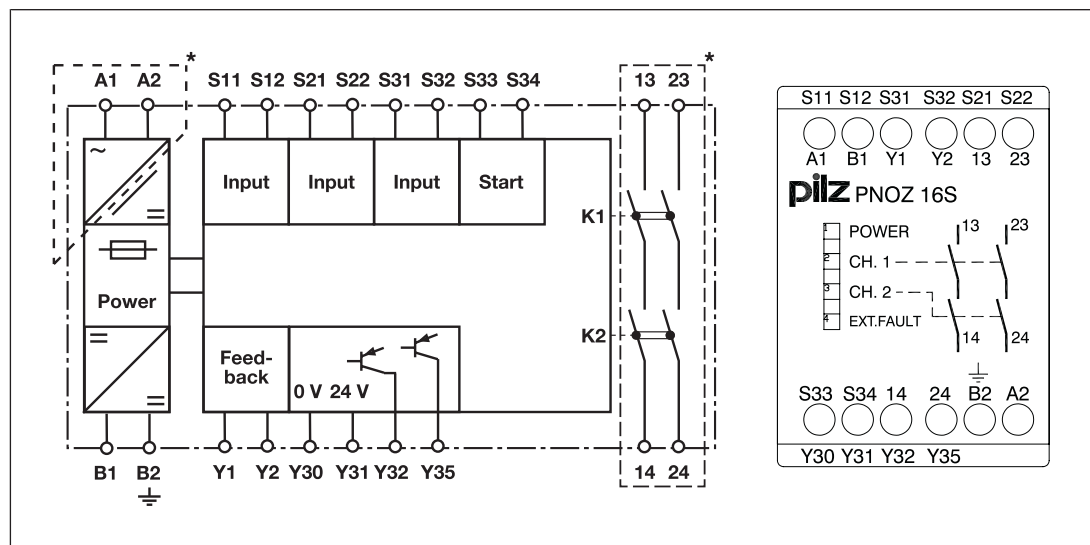 * *
A1 A2 S11 S12 S21 S22 S31 S32 S33 S34 13 23
~ Input Input Input Start
=
K1
Power
K2
= Feed-
back
0 V 24 V
=
B1 B2 Y1 Y2 Y30 Y31 Y32 Y35 14 24
S11 S12 S31 S32 S21 S22
A1 B1 Y1 Y2 13 23
pilz PNOZ 16S
1 POWER 13 23
2 CH. 1
3 CH. 2
4 EXT.FAULT 14 24
S33 S34 14 24 B2 A2
Y30 Y31 Y32 Y35